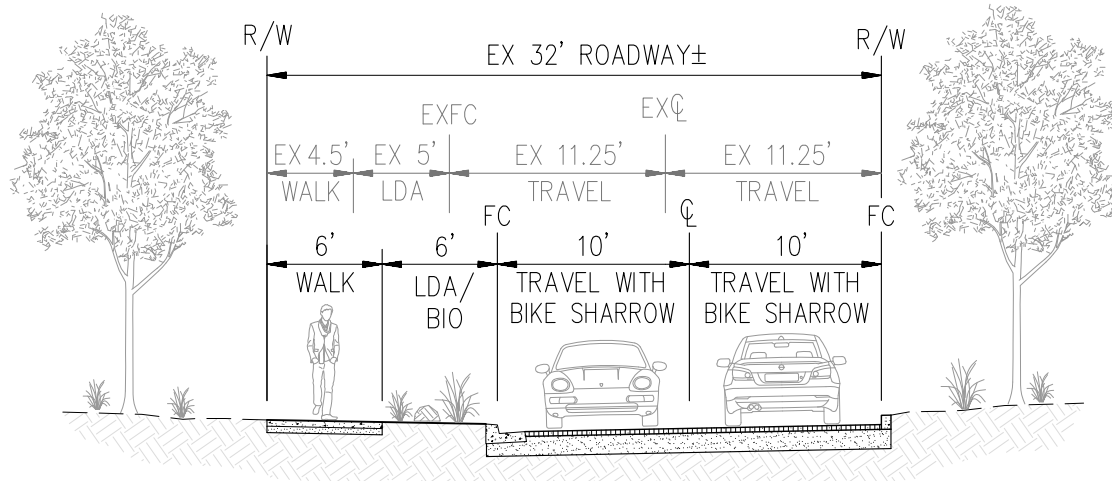 R/W
R/W
EX 32' ROADWAY±
EXFC
EX℄
EX 4.5'
EX 5'
EX 11.25'
EX 11.25'
WALK
LDA
TRAVEL
TRAVEL
FC
℄
FC
6'
6'
10'
10'
WALK
LDA/
BIO
TRAVEL WITH
BIKE SHARROW
TRAVEL WITH
BIKE SHARROW